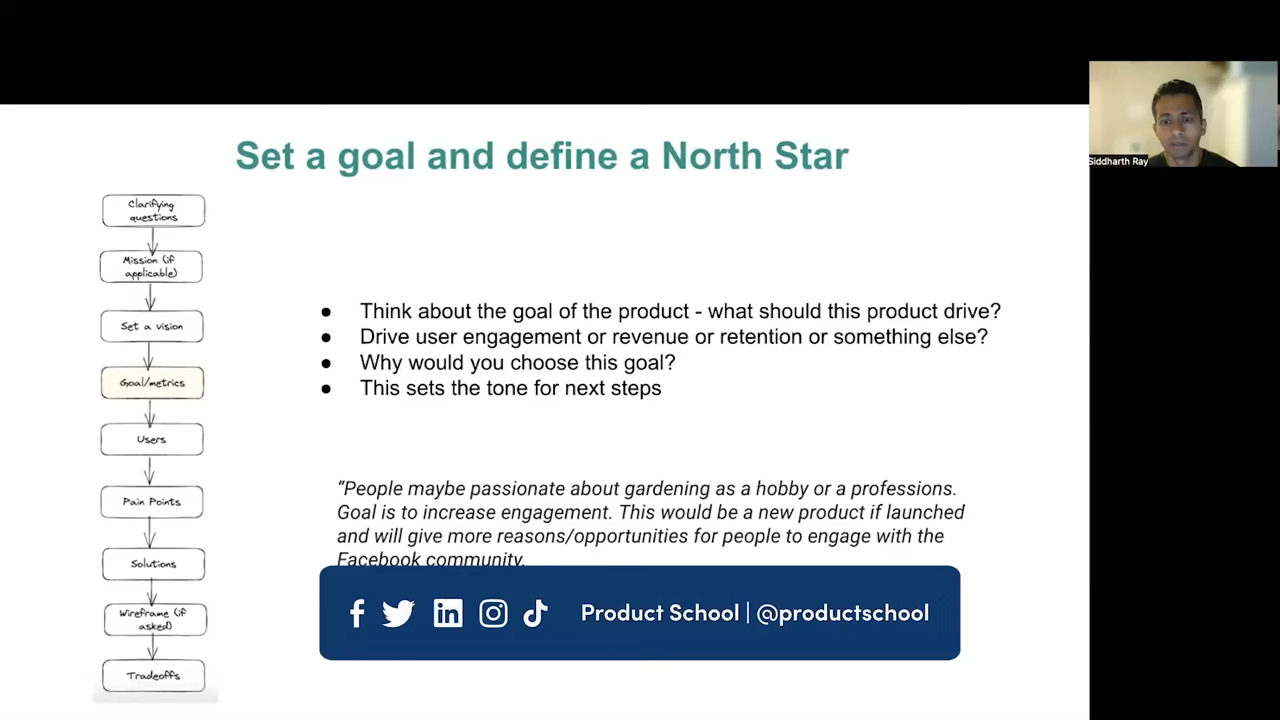 Siddharth Ray
Set a goal and define a North Star
Clarifying
questions
Mission (if
applicable)
Set a vision
Goal/metrics
Users
Pain Points
Solutions
Wireframe (if
asked)
Tradeoffs
● Think about the goal of the product - what should this product drive?
● Drive user engagement or revenue or retention or something else?
● Why would you choose this goal?
● This sets the tone for next steps
“People maybe passionate about gardening as a hobby or a professions.
Goal is to increase engagement. This would be a new product if launched
and will give more reasons/opportunities for people to engage with the
Facebook community.
Product School | @productschool